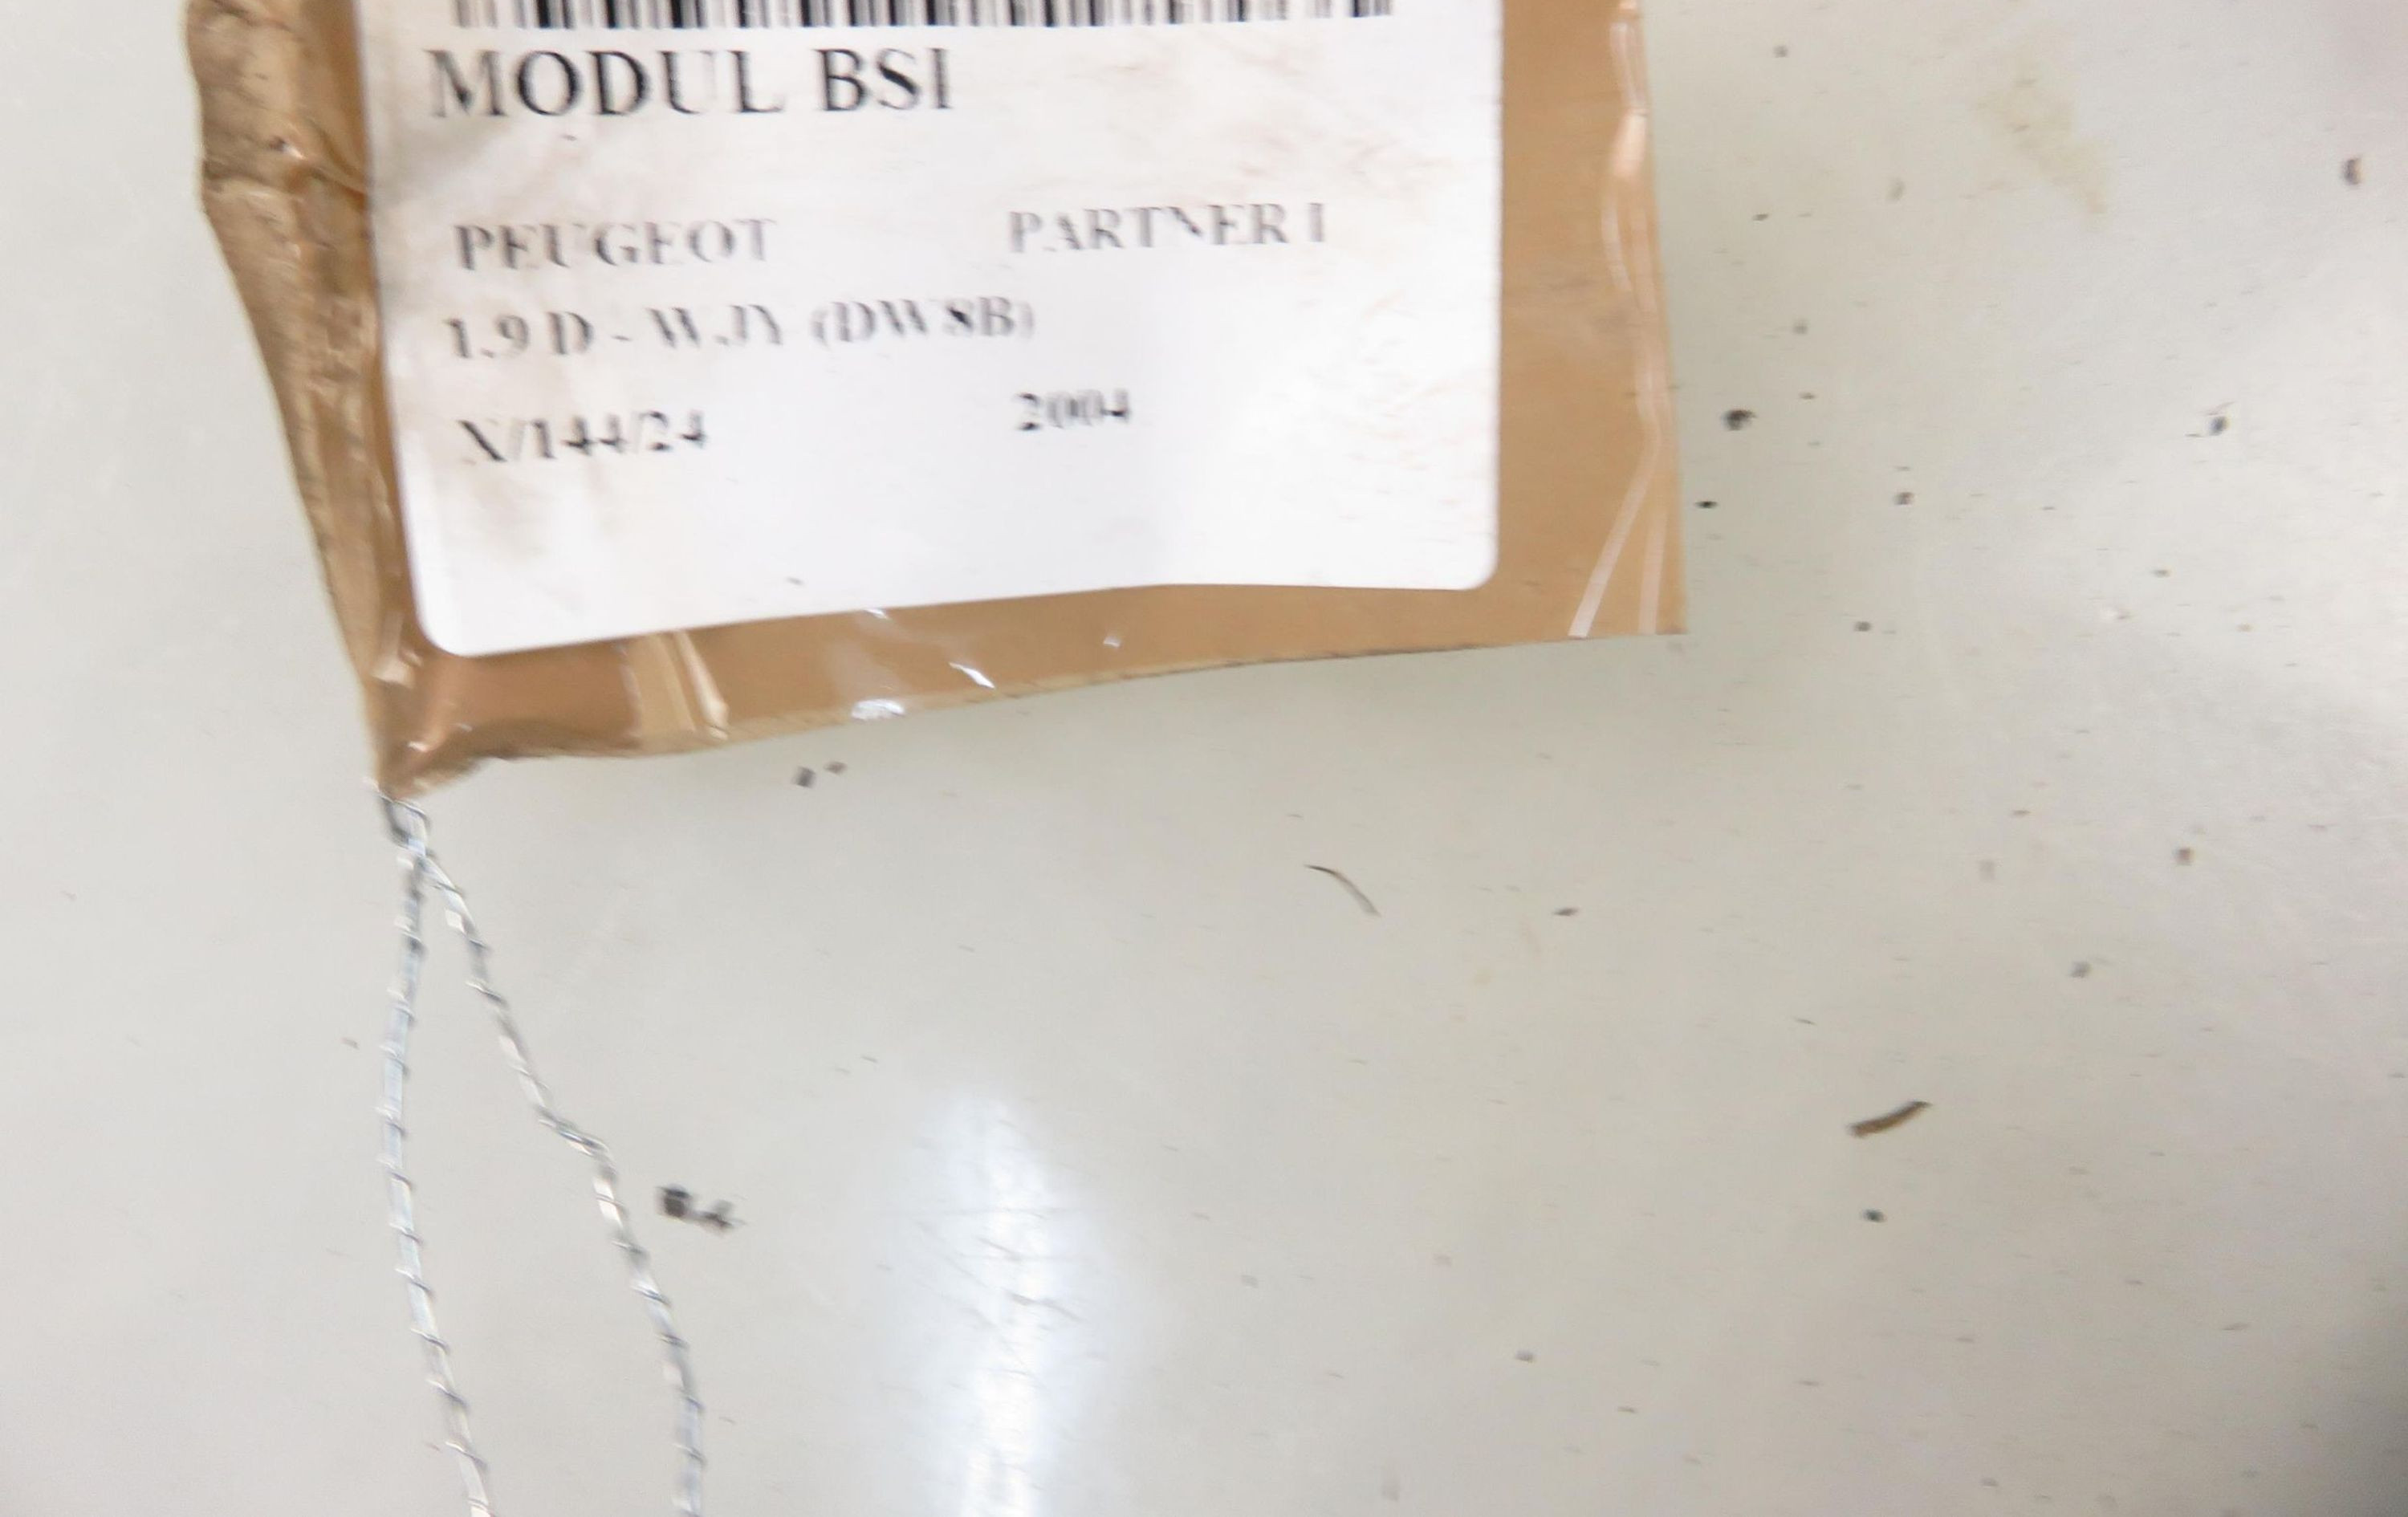 MODUL BSI
PEUGEOT PARTNER I
1.9 D - WJY (DW8B)
X/144/24 2004